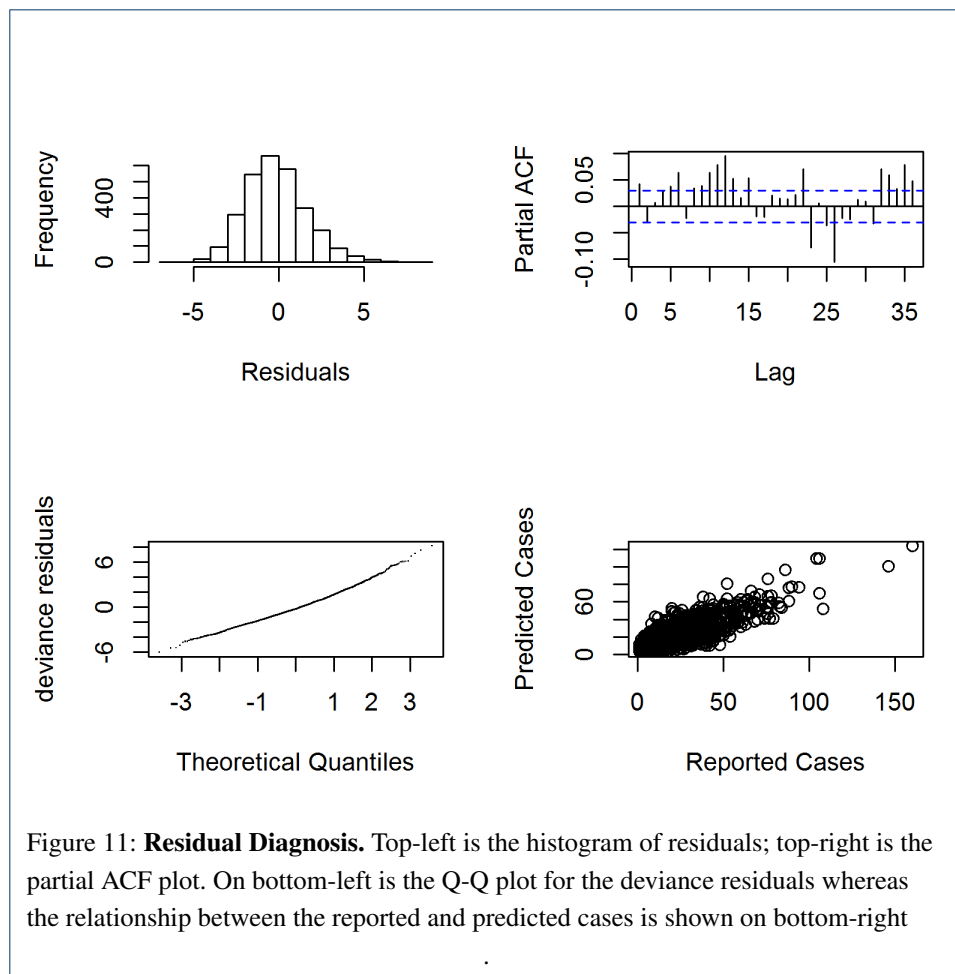 Frequency
400
0
-5 0 5
Residuals
Partial ACF
0.05
-0.10
0 5 15 25 35
Lag
deviance residuals
6
0
-6
-3 -1 1 2 3
Theoretical Quantiles
Predicted Cases
60
0
0 50 100 150
Reported Cases
Figure 11: Residual Diagnosis. Top-left is the histogram of residuals; top-right is the
partial ACF plot. On bottom-left is the Q-Q plot for the deviance residuals whereas
the relationship between the reported and predicted cases is shown on bottom-right
.